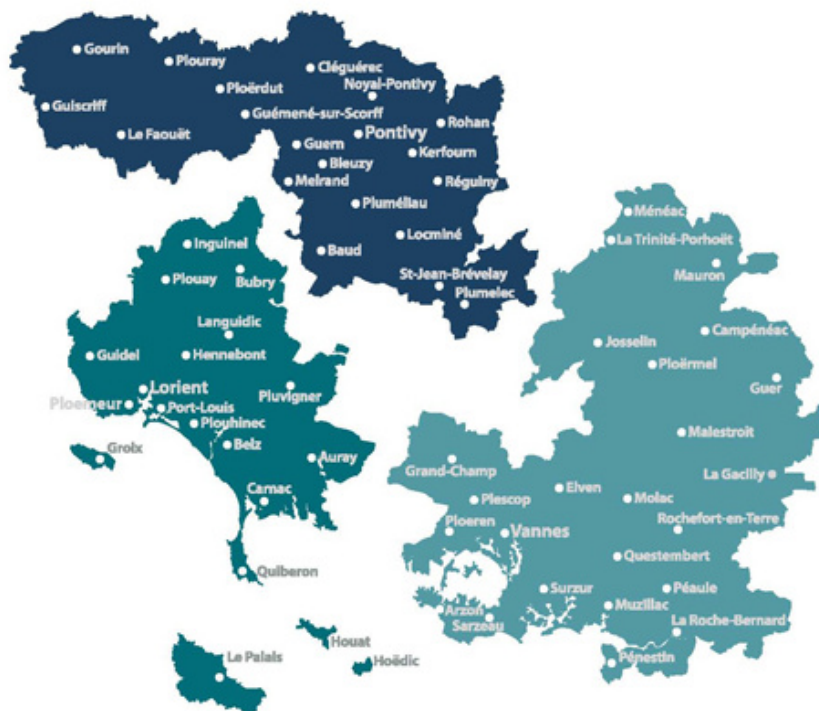 Gourin
Plouray
Cléguérec
Noyal-Pontivy
Ploërdut
Guiscriff
Guémené-sur-Scorff
Le Faouët
Pontivy
Rohan
Guern
Kerfourn
Bieuzy
Melrand
Réguiny
Pluméliau
Locminé
Baud
St-Jean-Brévelay
Plumelec
Inguiniel
Plouay
Bubry
Languidic
Guidel
Hennebont
Lorient
Pluvigner
Ploemeur
Port-Louis
Plouhinec
Belz
Groix
Auray
Carnac
Quiberon
Houat
Hoëdic
Le Palais
Ménéac
La Trinité-Porhoët
Mauron
Campénéac
Josselin
Ploërmel
Guer
Malestroit
Grand-Champ
La Gacilly
Elven
Plescop
Molac
Ploeren
Vannes
Rochefort-en-Terre
Questembert
Surzur
Péaule
Arzon
Sarzeau
Muzillac
La Roche-Bernard
Pénestin